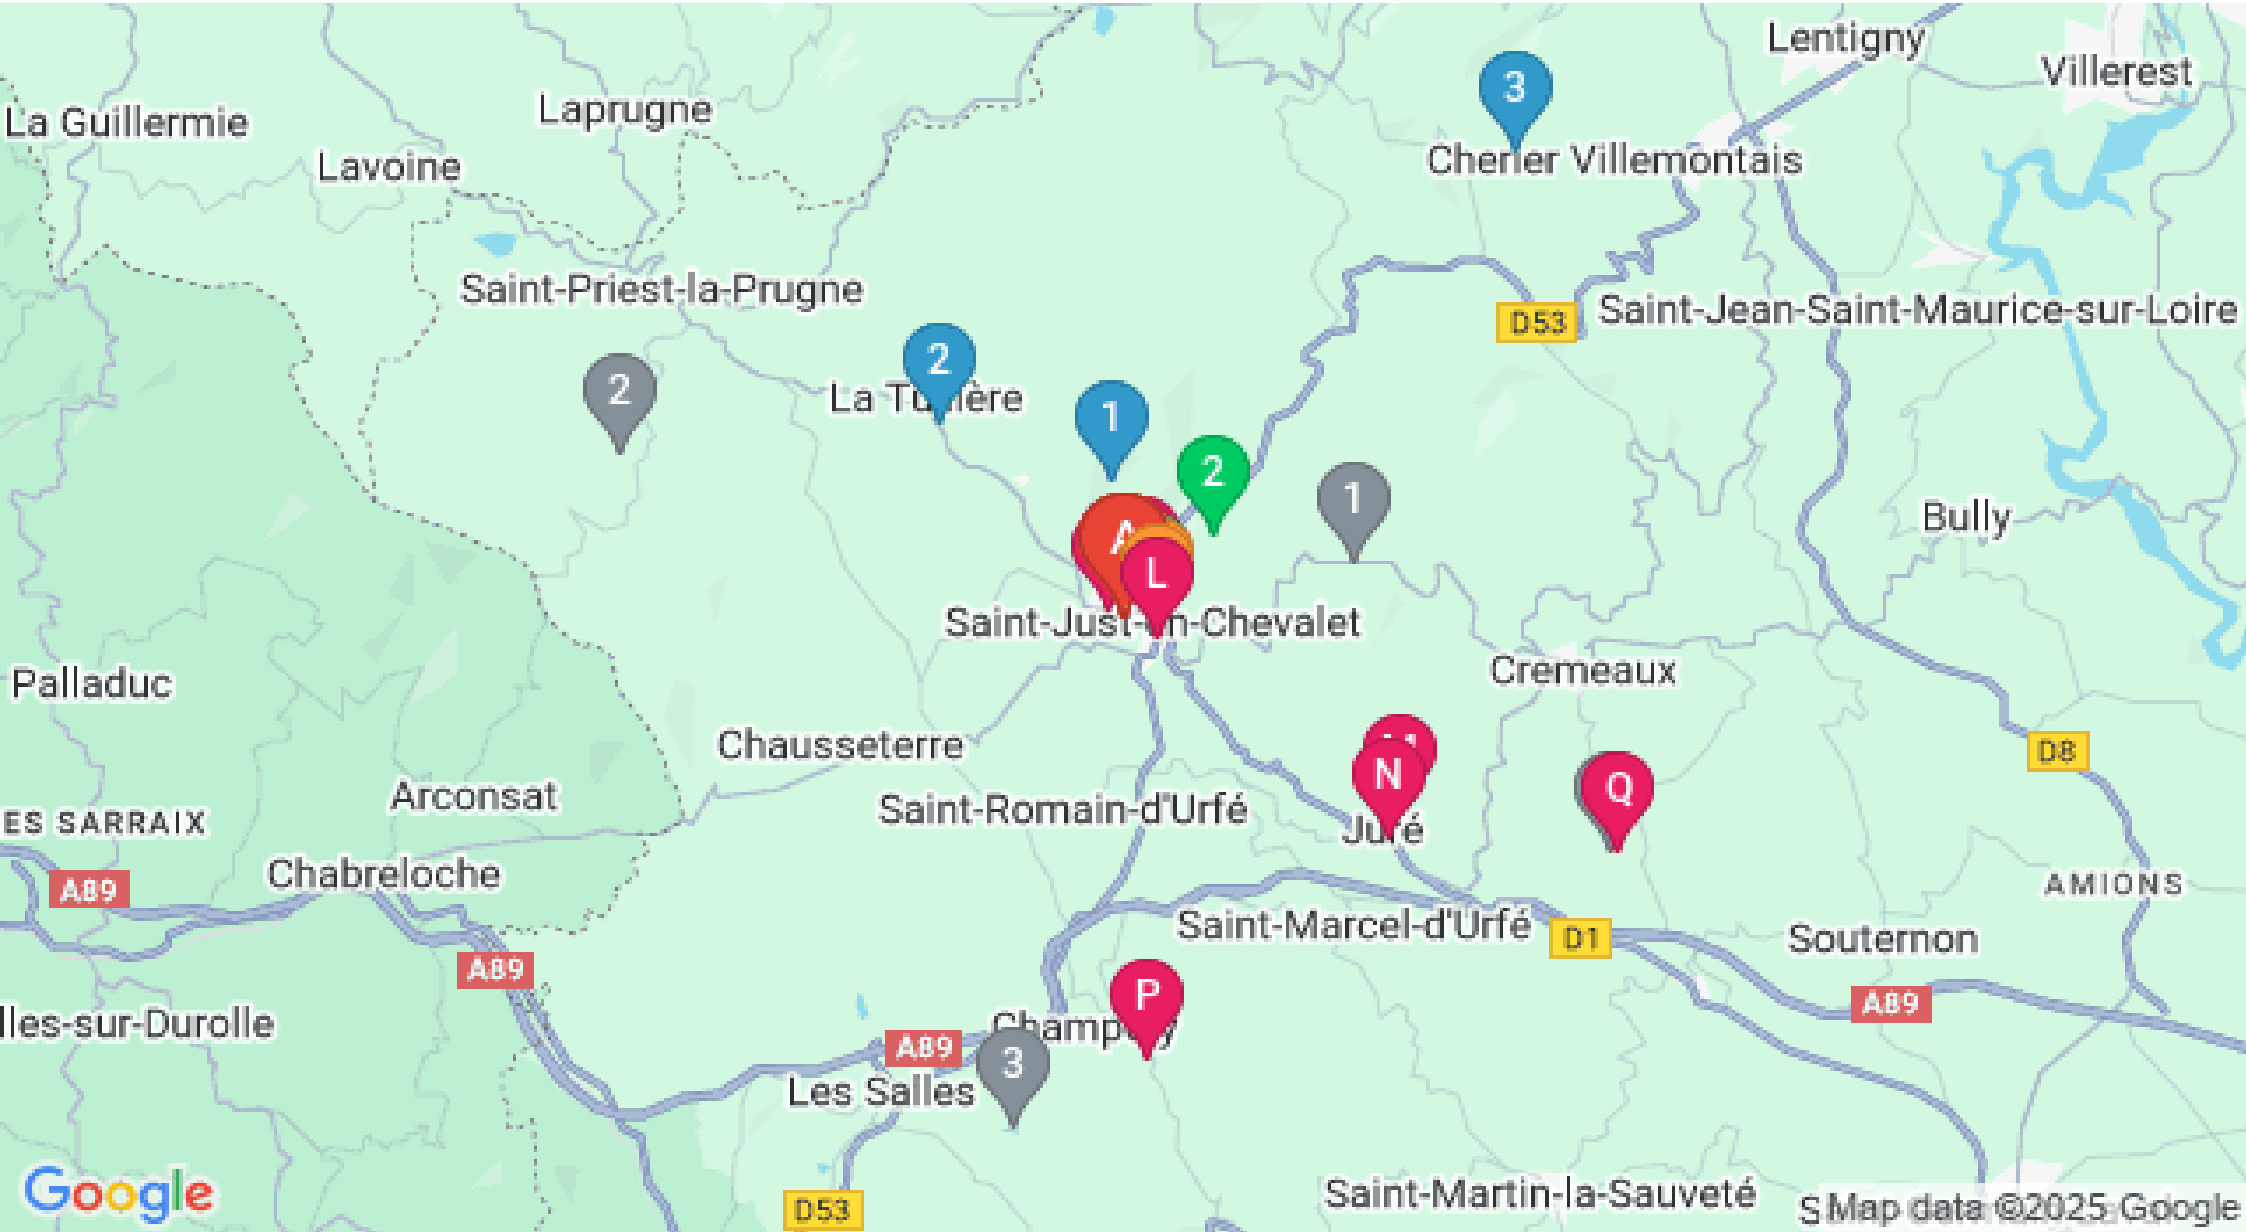 Lentigny
Villerest
3
Laprugne
La Guillermie
Cherier Villemontais
Lavoine
Saint-Priest-la-Prugne
D53
Saint-Jean-Saint-Maurice-sur-Loire
2
2
La
1
2
1
Bully
A
L
Saint-Just-en-Chevalet
Cremeaux
Palladuc
Chausseterre
N
D8
Q
Arconsat
Saint-Romain-d'Urfé
ES SARRAIX
Juré
Chabreloche
A89
AMIONS
Saint-Marcel-d'Urfé
D1
Souternon
A89
P
A89
lles-sur-Durolle
A89
3
Les Salles
Google
D53
Saint-Martin-la-Sauveté
S
Map data ©2025 Google